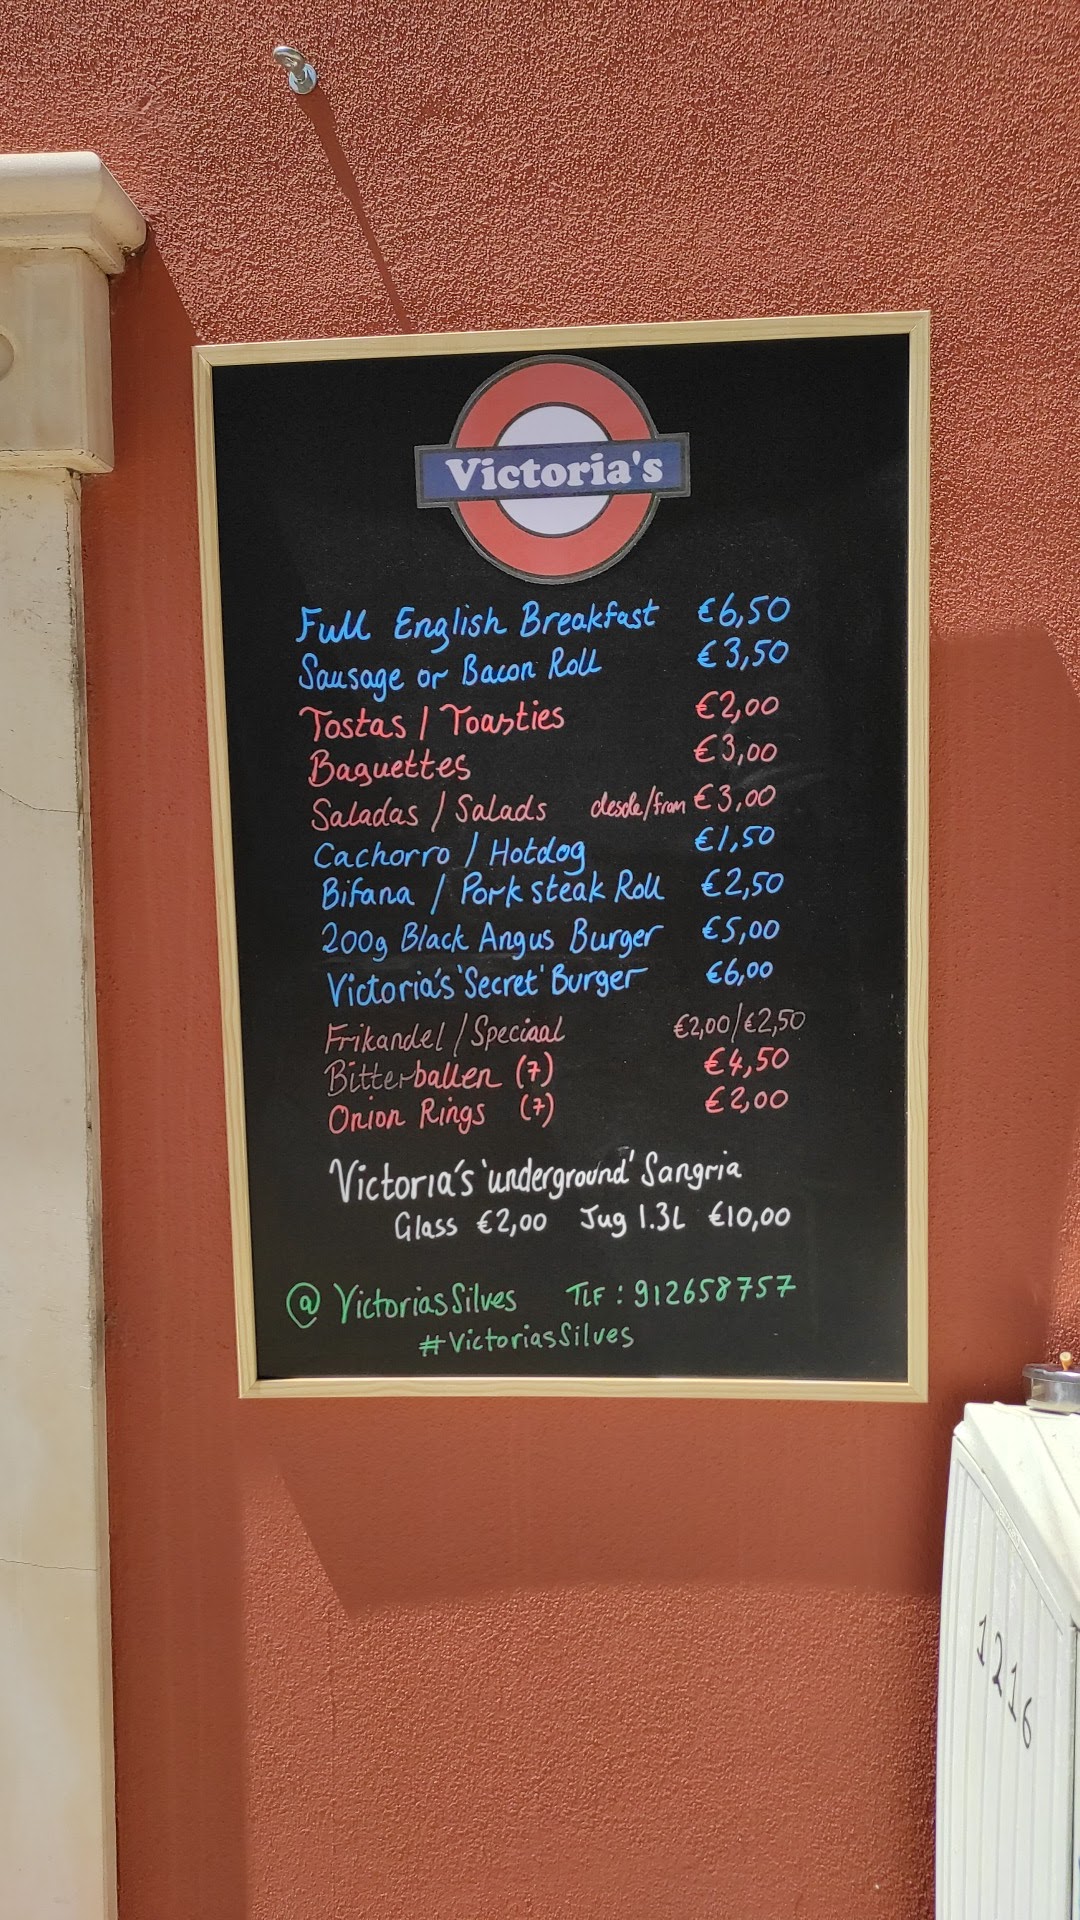 Victoria's
Full English Breakfast €6,50
Sausage or Bacon Roll €3,50
Tostas / Toasties €2,00
Baguettes €3,00
Saladas / Salads desde/from €3,00
Cachorro / Hotdog €1,50
Bifana / Pork steak Roll €2,50
200g Black Angus Burger €5,00
Victoria's 'Secret' Burger €6,00
Frikandel / Speciaal €2,00/€2,50
Bitterballen (7) €4,50
Onion Rings (7) €2,00
Victoria's 'underground' Sangria
Glass €2,00 Jug 1.3L €10,00
@ VictoriasSilves TLF : 912658757
#VictoriasSilves
1216